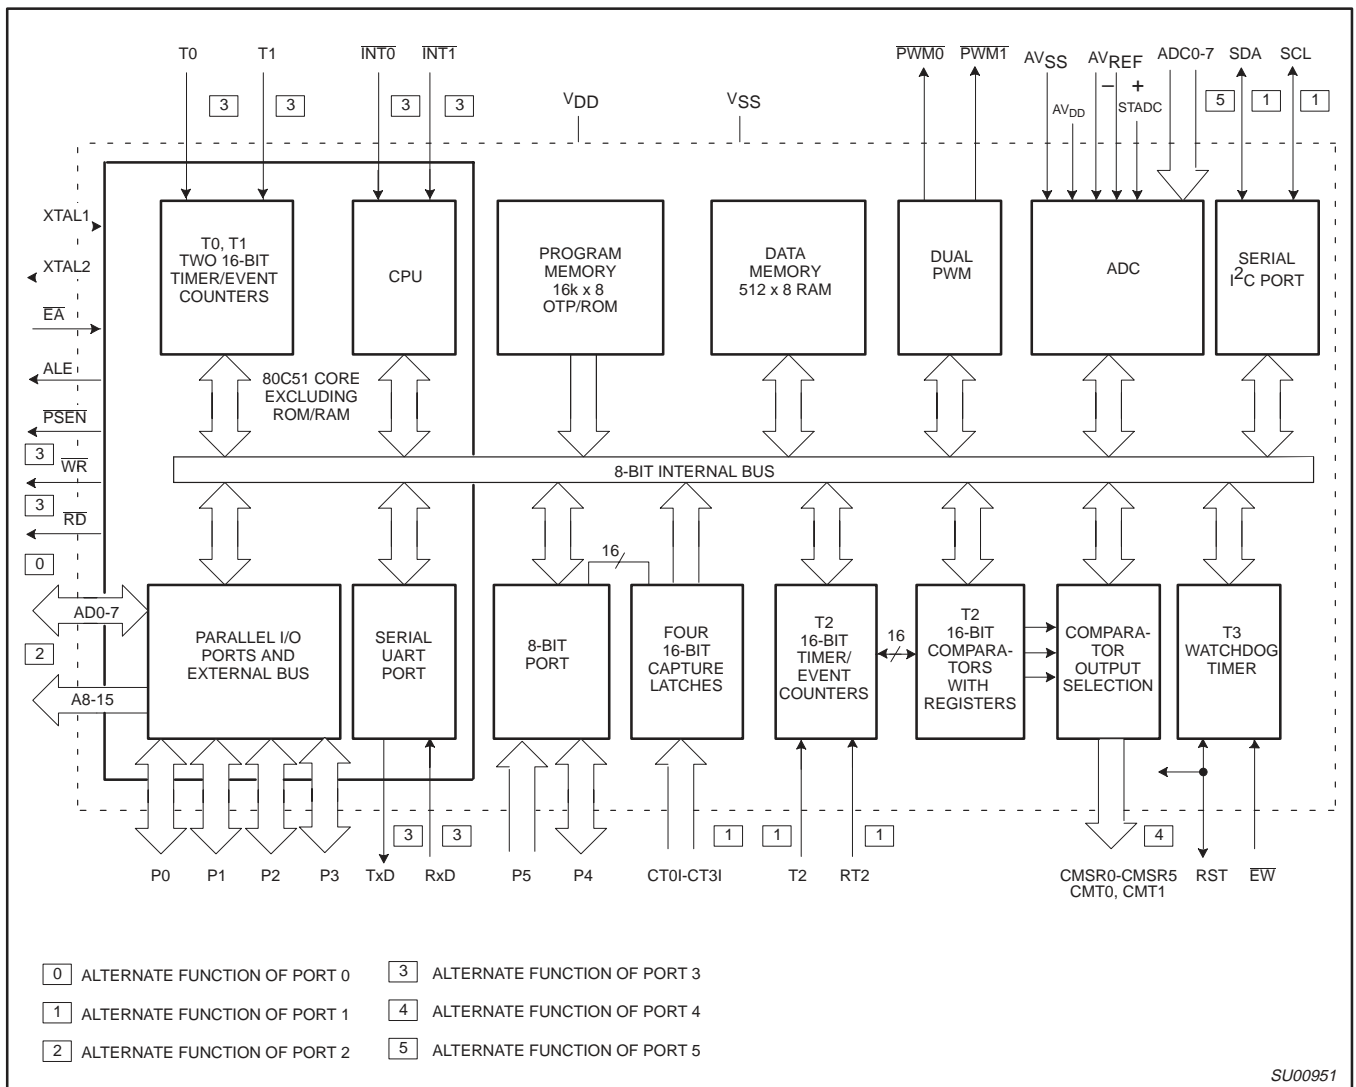 T0 T1 INT0 INT1 PWM0 PWM1 AVSS AVREF ADC0-7 SDA SCL
− +
3 3 3 3 VDD VSS AVDD STADC 5 1 1
XTAL1
XTAL2
EA
ALE
PSEN
3 WR
3 RD
0
AD0-7
2
A8-15
T0, T1
TWO 16-BIT
TIMER/EVENT
COUNTERS
CPU
PROGRAM
MEMORY
16k x 8
OTP/ROM
DATA
MEMORY
512 x 8 RAM
DUAL
PWM
ADC
SERIAL
I2C PORT
80C51 CORE
EXCLUDING
ROM/RAM
8-BIT INTERNAL BUS
PARALLEL I/O
PORTS AND
EXTERNAL BUS
SERIAL
UART
PORT
8-BIT
PORT
16
FOUR
16-BIT
CAPTURE
LATCHES
T2
16-BIT
TIMER/
EVENT
COUNTERS
16
T2
16-BIT
COMPARA-
TORS
WITH
REGISTERS
COMPARA-
TOR
OUTPUT
SELECTION
T3
WATCHDOG
TIMER
3 3 1 1 1 4
P0 P1 P2 P3 TxD RxD P5 P4 CT0I-CT3I T2 RT2 CMSR0-CMSR5 RST EW
CMT0, CMT1
0 ALTERNATE FUNCTION OF PORT 0
1 ALTERNATE FUNCTION OF PORT 1
2 ALTERNATE FUNCTION OF PORT 2
3 ALTERNATE FUNCTION OF PORT 3
4 ALTERNATE FUNCTION OF PORT 4
5 ALTERNATE FUNCTION OF PORT 5
SU00951